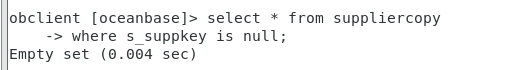 obclient [oceanbase]> select * from suppliercopy
    -> where s_suppkey is null;
Empty set (0.004 sec)